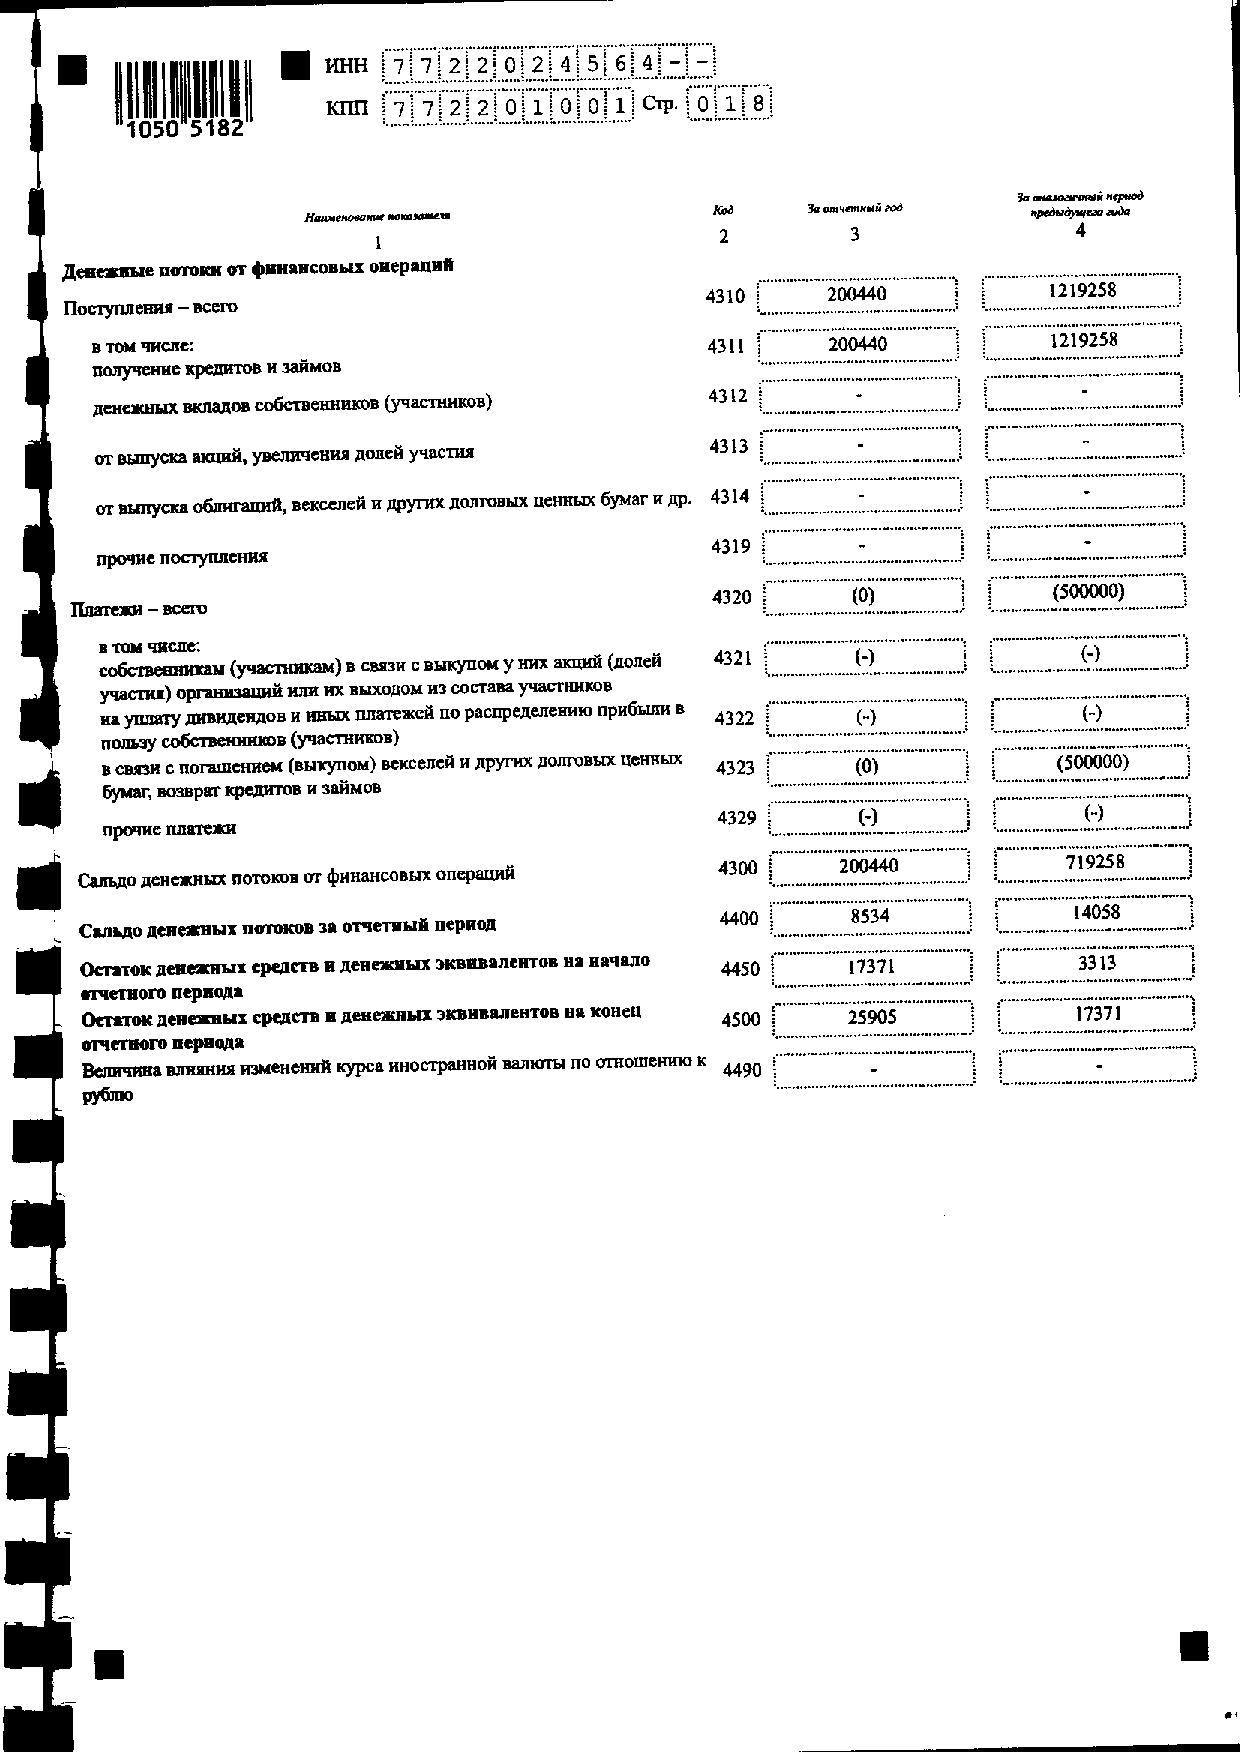 ИНН 7722024564--
КПП 772201001 Стр. 018
1050 5182
Наименование показателя Код За отчетный год За аналогичный период предыдущего года
1 2 3 4
Денежные потоки от финансовых операций
Поступления – всего 4310 200440 1219258
в том числе:
получение кредитов и займов 4311 200440 1219258
денежных вкладов собственников (участников) 4312 - -
от выпуска акций, увеличения долей участия 4313 - -
от выпуска облигаций, векселей и других долговых ценных бумаг и др. 4314 - -
прочие поступления 4319 - -
Платежи – всего 4320 (0) (500000)
в том числе:
собственникам (участникам) в связи с выкупом у них акций (долей 4321 (-) (-)
участия) организаций или их выходом из состава участников
на уплату дивидендов и иных платежей по распределению прибыли в 4322 (-) (-)
пользу собственников (участников)
в связи с погашением (выкупом) векселей и других долговых ценных 4323 (0) (500000)
бумаг, возврат кредитов и займов
прочие платежи 4329 (-) (-)
Сальдо денежных потоков от финансовых операций 4300 200440 719258
Сальдо денежных потоков за отчетный период 4400 8534 14058
Остаток денежных средств и денежных эквивалентов на начало 4450 17371 3313
отчетного периода
Остаток денежных средств и денежных эквивалентов на конец 4500 25905 17371
отчетного периода
Величина влияния изменений курса иностранной валюты по отношению к 4490 - -
рублю